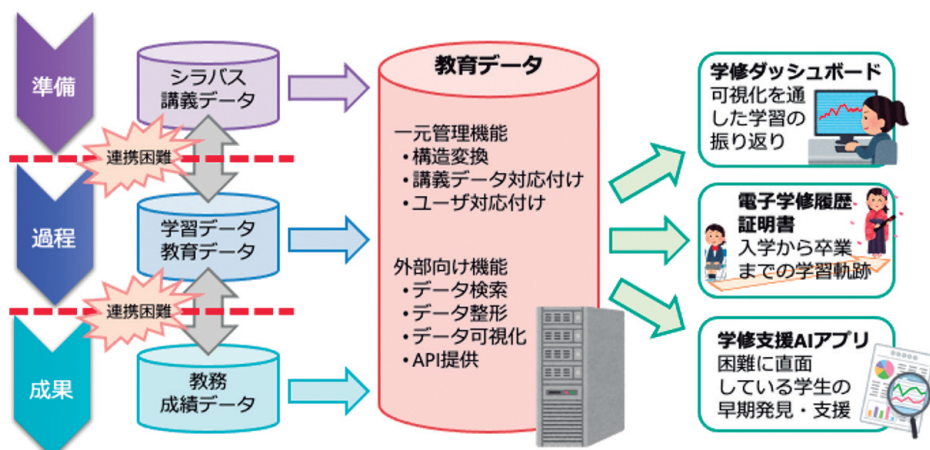 準備
過程
成果
シラバス
講義データ
連携困難
学習データ
教育データ
連携困難
教務
成績データ
教育データ
一元管理機能
・構造変換
・講義データ対応付け
・ユーザ対応付け
外部向け機能
・データ検索
・データ整形
・データ可視化
・API提供
学修ダッシュボード
可視化を通
した学習の
振り返り
電子学修履歴
証明書
入学から卒業
までの学習軌跡
学修支援AIアプリ
困難に直面
している学生の
早期発見・支援